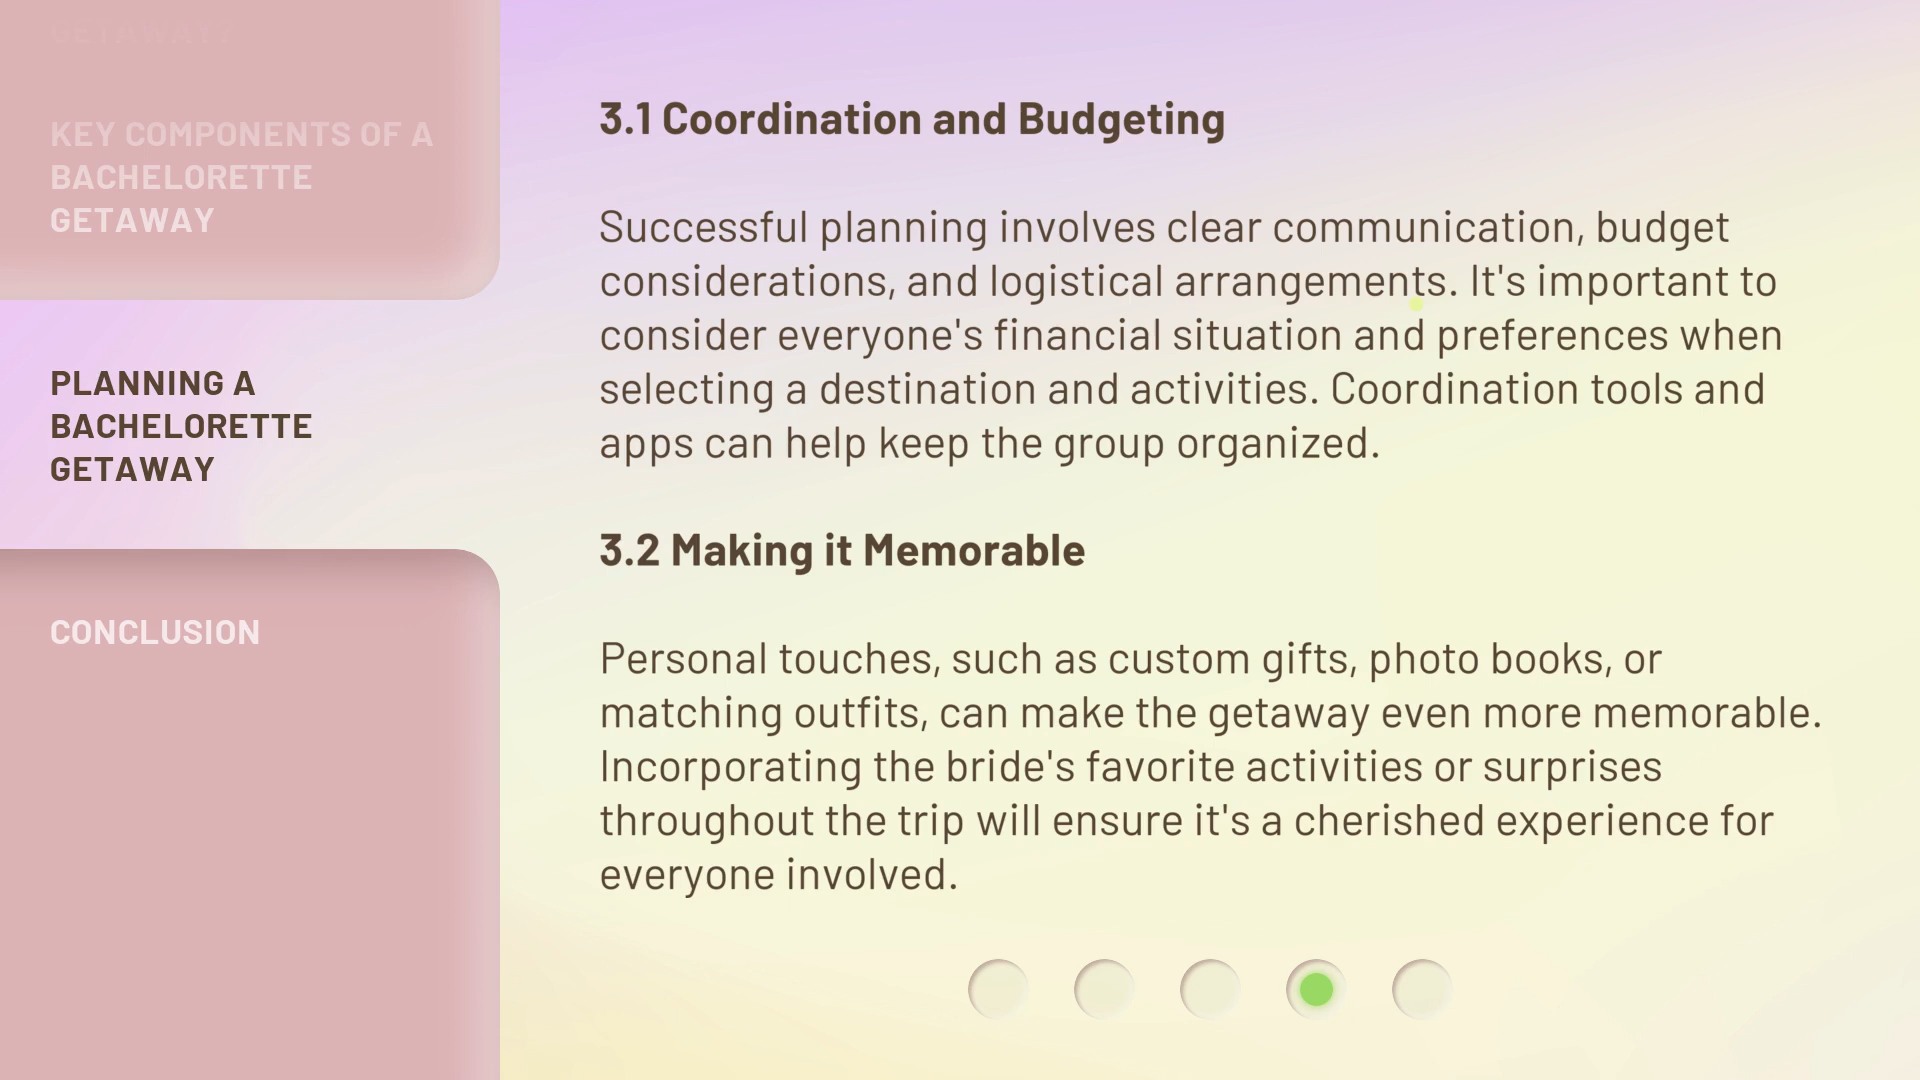 GETAWAY?
KEY COMPONENTS OF A
BACHELORETTE
GETAWAY
PLANNING A
BACHELORETTE
GETAWAY
CONCLUSION
3.1 Coordination and Budgeting
Successful planning involves clear communication, budget
considerations, and logistical arrangements. It's important to
consider everyone's financial situation and preferences when
selecting a destination and activities. Coordination tools and
apps can help keep the group organized.
3.2 Making it Memorable
Personal touches, such as custom gifts, photo books, or
matching outfits, can make the getaway even more memorable.
Incorporating the bride's favorite activities or surprises
throughout the trip will ensure it's a cherished experience for
everyone involved.